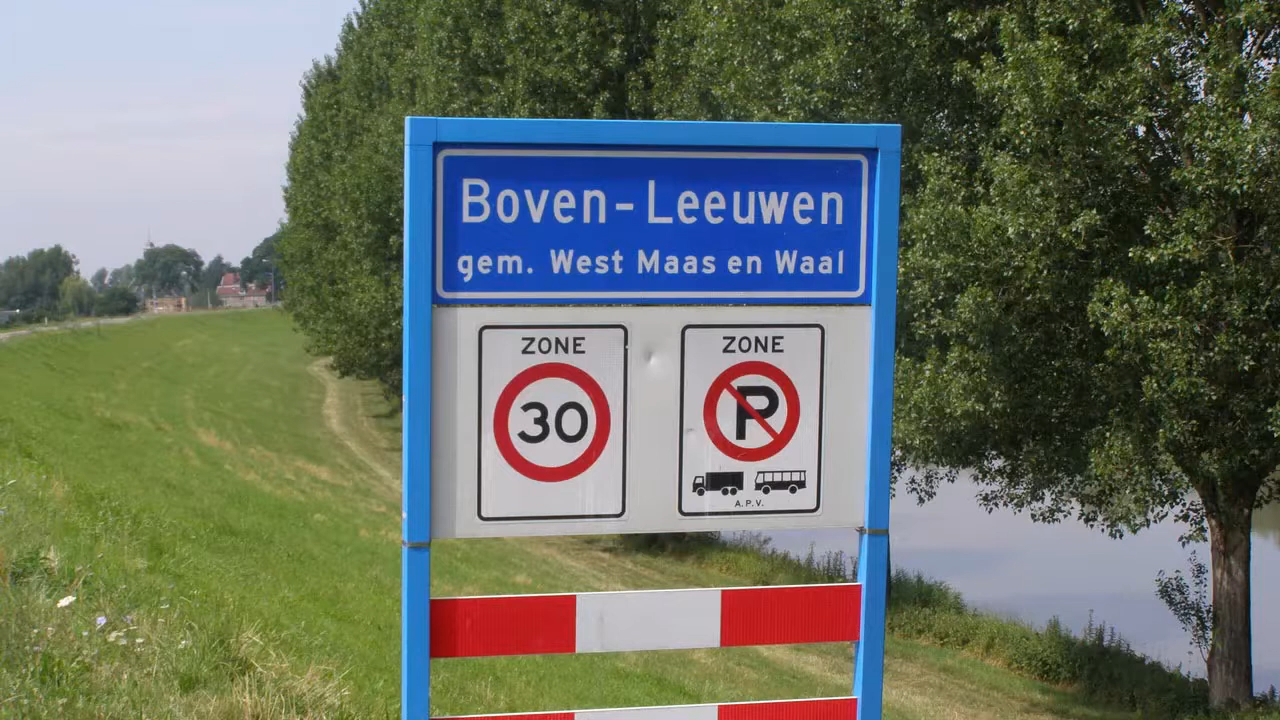 Boven-Leeuwen
gem. West Maas en Waal
ZONE
30
ZONE
P
A.P.V.